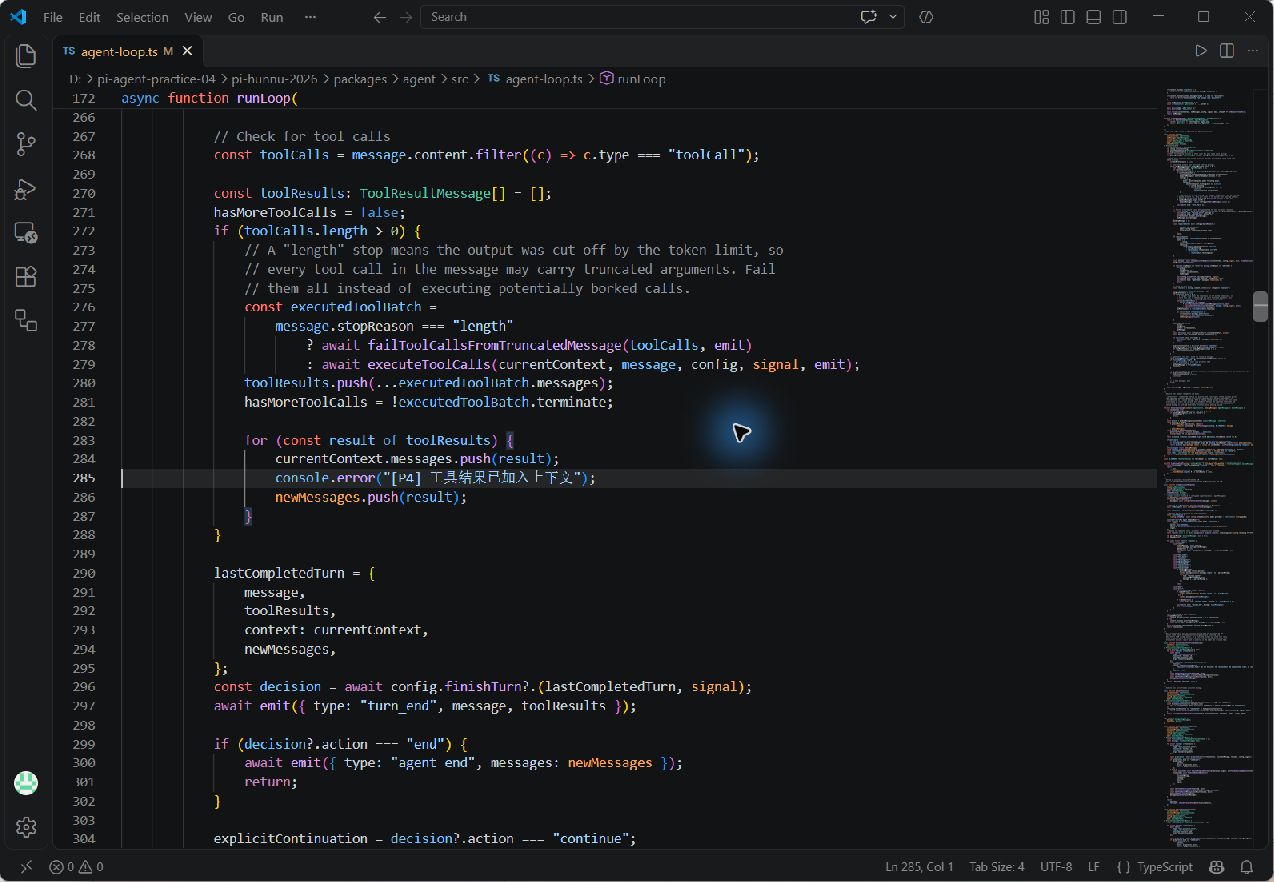 File Edit Selection View Go Run ··· Search
TS agent-loop.ts M
D: > pi-agent-practice-04 > pi-hunnu-2026 > packages > agent > src > TS agent-loop.ts > runLoop
172 async function runLoop(
266
267 // Check for tool calls
268 const toolCalls = message.content.filter((c) => c.type === "toolCall");
269
270 const toolResults: ToolResultMessage[] = [];
271 hasMoreToolCalls = false;
272 if (toolCalls.length > 0) {
273 // A "length" stop means the output was cut off by the token limit, so
274 // every tool call in the message may carry truncated arguments. Fail
275 // them all instead of executing potentially borked calls.
276 const executedToolBatch =
277 message.stopReason === "length"
278 ? await failToolCallsFromTruncatedMessage(toolCalls, emit)
279 : await executeToolCalls(currentContext, message, config, signal, emit);
280 toolResults.push(...executedToolBatch.messages);
281 hasMoreToolCalls = !executedToolBatch.terminate;
282
283 for (const result of toolResults) {
284 currentContext.messages.push(result);
285 console.error("[P4] 工具结果已加入上下文");
286 newMessages.push(result);
287 }
288 }
289
290 lastCompletedTurn = {
291 message,
292 toolResults,
293 context: currentContext,
294 newMessages,
295 };
296 const decision = await config.finishTurn?.(lastCompletedTurn, signal);
297 await emit({ type: "turn_end", message, toolResults });
298
299 if (decision?.action === "end") {
300 await emit({ type: "agent_end", messages: newMessages });
301 return;
302 }
303
304 explicitContinuation = decision?.action === "continue";
0 0 Ln 285, Col 1 Tab Size: 4 UTF-8 LF { } TypeScript